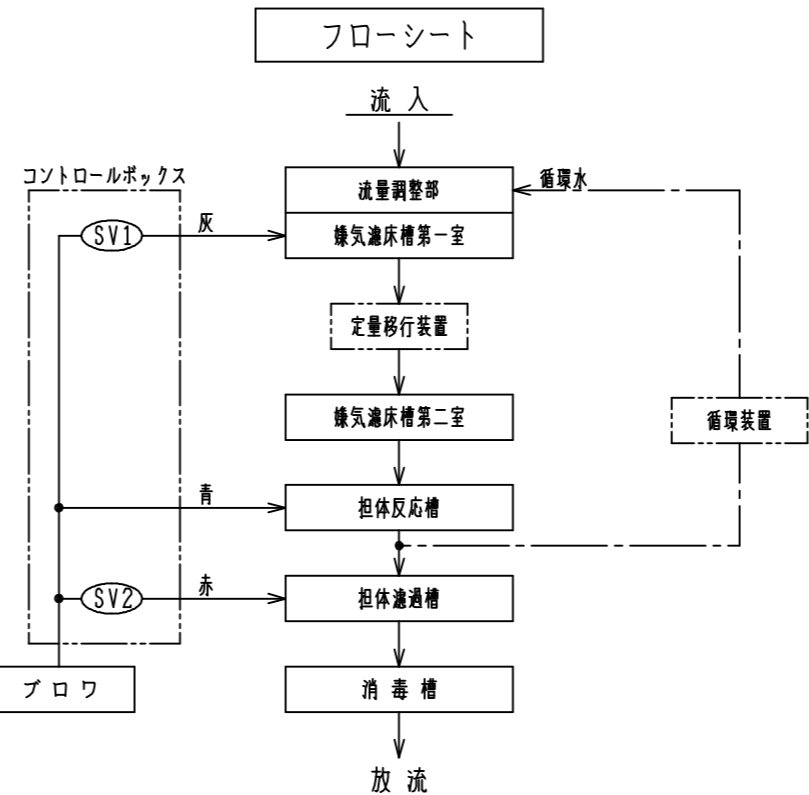 フローシート
流入
コントロールボックス
流量調整部
循環水
SV1
灰
嫌気濾床槽第一室
定量移行装置
嫌気濾床槽第二室
循環装置
青
担体反応槽
SV2
赤
担体濾過槽
ブロワ
消毒槽
放流